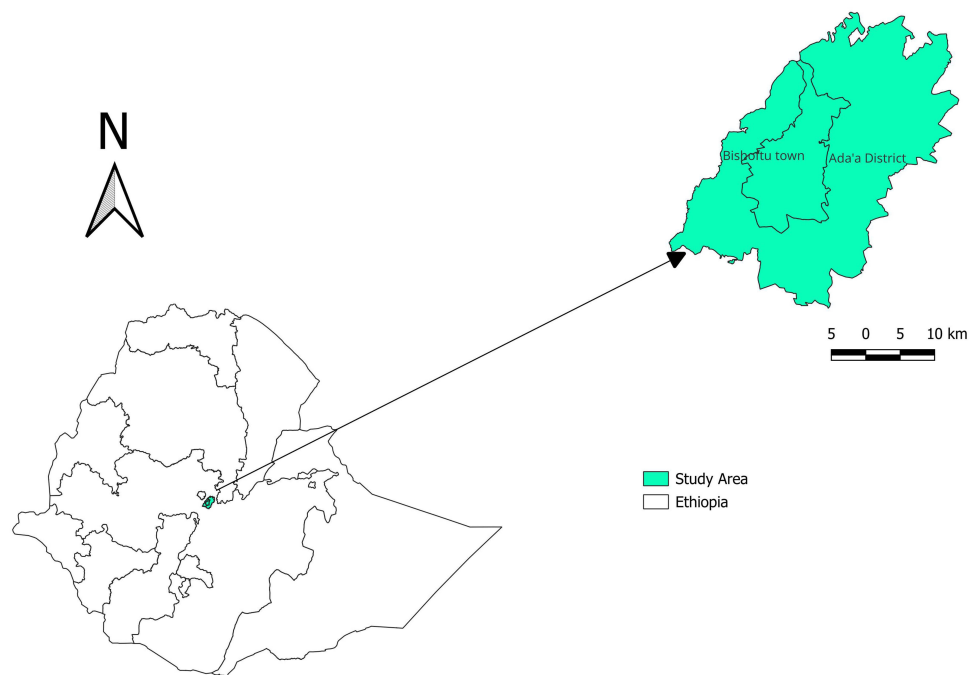 N
Bishoftu town
Ada'a District
5 0 5 10 km
Study Area
Ethiopia